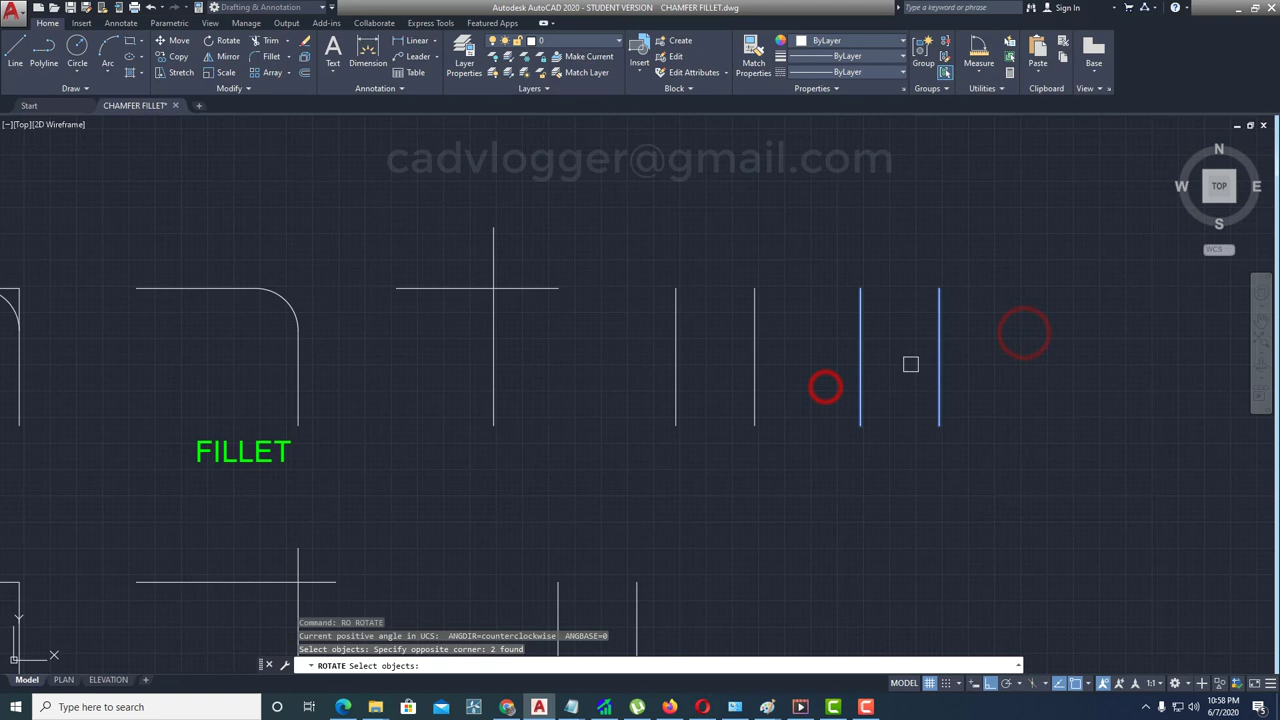 Drafting & Annotation
Autodesk AutoCAD 2020 - STUDENT VERSION CHAMFER FILLET.dwg
Type a keyword or phrase
Sign In
Home Insert Annotate Parametric View Manage Output Add-ins Collaborate Express Tools Featured Apps
Line Polyline Circle Arc
Move Rotate Trim
Copy Mirror Fillet
Stretch Scale Array
Text Dimension
Linear
Leader
Table
Layer Properties
0
Make Current
Match Layer
Insert
Create
Edit
Edit Attributes
Match Properties
ByLayer
ByLayer
ByLayer
Group
Measure
Paste
Base
Draw Modify Annotation Layers Block Properties Groups Utilities Clipboard View
Start CHAMFER FILLET*
[−][Top][2D Wireframe]
cadvlogger@gmail.com
N
W TOP E
S
WCS
FILLET
Y
X
Command: RO ROTATE
Current positive angle in UCS: ANGDIR=counterclockwise ANGBASE=0
Select objects: Specify opposite corner: 2 found
ROTATE Select objects:
Model PLAN ELEVATION
MODEL
1:1
Type here to search
10:58 PM
6/7/2020